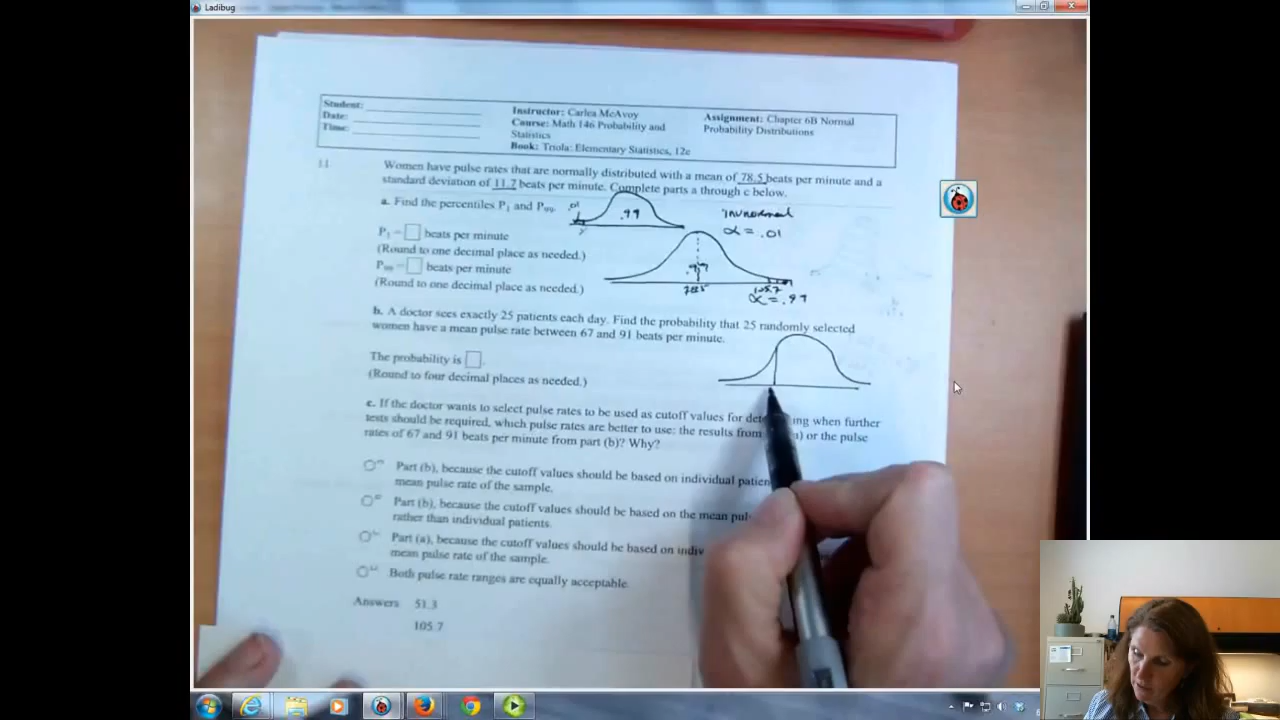 Ladibug
Student:
Date:
Time:
Instructor: Carlea McAvoy
Course: Math 146 Probability and
Statistics
Book: Triola: Elementary Statistics, 12e
Assignment: Chapter 6B Normal
Probability Distributions
11.
Women have pulse rates that are normally distributed with a mean of 78.5 beats per minute and a
standard deviation of 11.7 beats per minute. Complete parts a through c below.
a. Find the percentiles P1 and P99.
.01
.99
invnormal
α = .01
P1 = beats per minute
(Round to one decimal place as needed.)
P99 = beats per minute
(Round to one decimal place as needed.)
78.5
105.7
α = .99
b. A doctor sees exactly 25 patients each day. Find the probability that 25 randomly selected
women have a mean pulse rate between 67 and 91 beats per minute.
The probability is
(Round to four decimal places as needed.)
c. If the doctor wants to select pulse rates to be used as cutoff values for ing when further
tests should be required, which pulse rates are better to use: the results from a) or the pulse
rates of 67 and 91 beats per minute from part (b)? Why?
Part (b), because the cutoff values should be based on individual patien
mean pulse rate of the sample.
Part (b), because the cutoff values should be based on the mean pul
rather than individual patients.
Part (a), because the cutoff values should be based on indiv
mean pulse rate of the sample.
Both pulse rate ranges are equally acceptable.
Answers 51.3
105.7